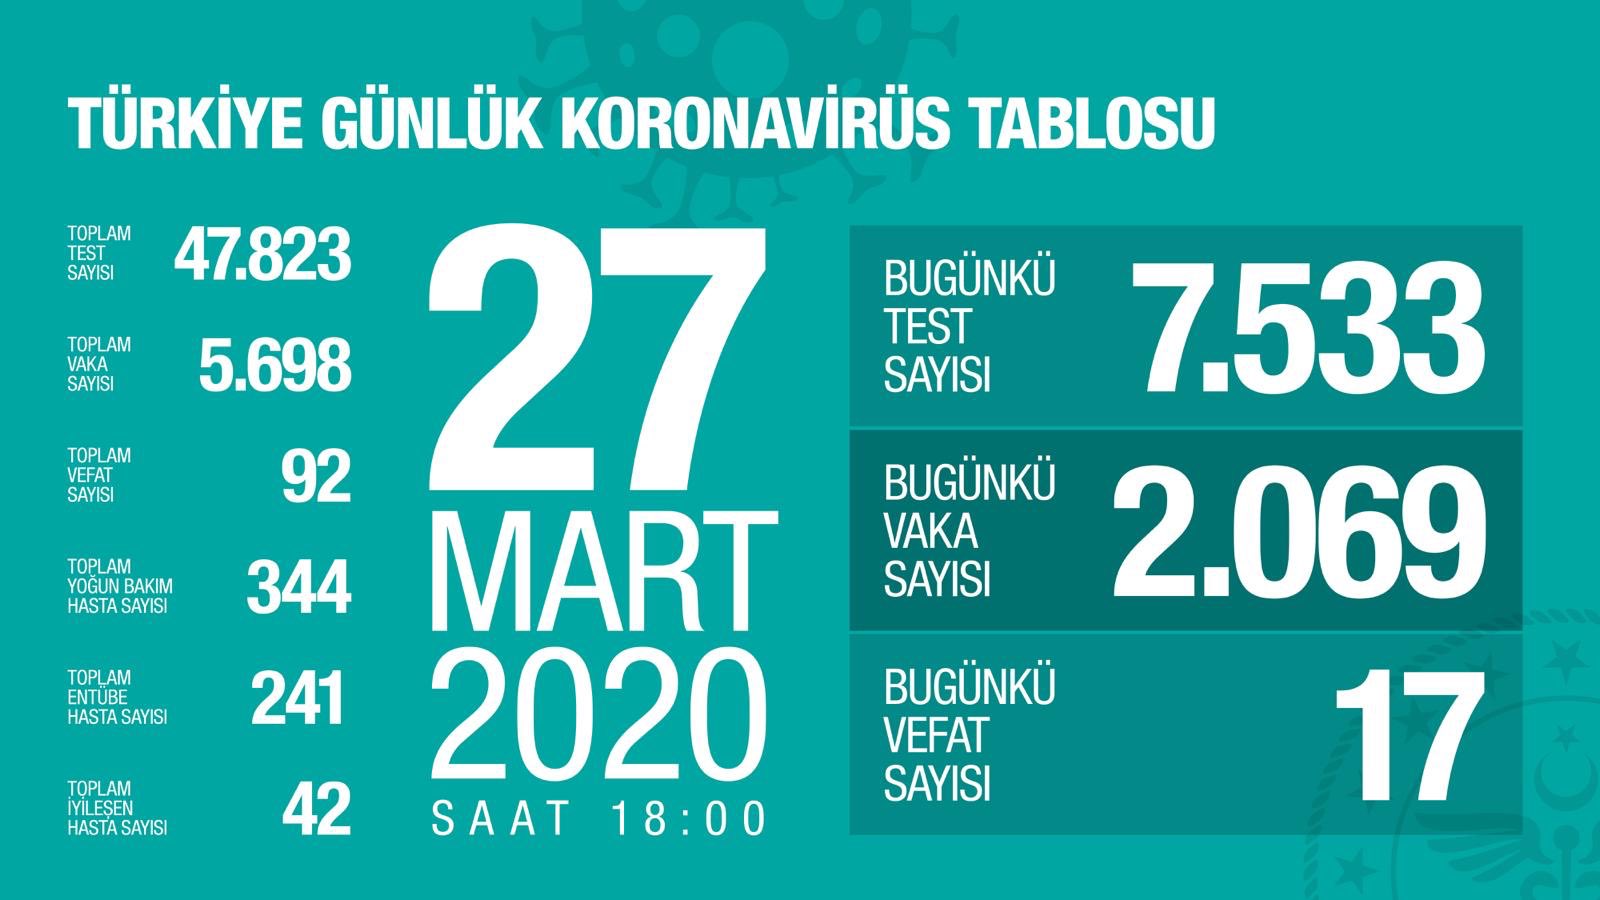 TÜRKİYE GÜNLÜK KORONAVİRÜS TABLOSU
TOPLAM
TEST
SAYISI
47.823
TOPLAM
VAKA
SAYISI
5.698
TOPLAM
VEFAT
SAYISI
92
TOPLAM
YOĞUN BAKIM
HASTA SAYISI
344
TOPLAM
ENTÜBE
HASTA SAYISI
241
TOPLAM
İYİLEŞEN
HASTA SAYISI
42
27
MART
2020
SAAT 18:00
BUGÜNKÜ
TEST
SAYISI
7.533
BUGÜNKÜ
VAKA
SAYISI
2.069
BUGÜNKÜ
VEFAT
SAYISI
17